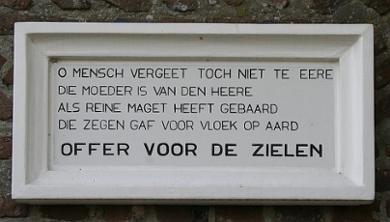 O MENSCH VERGEET TOCH NIET TE EERE
DIE MOEDER IS VAN DEN HEERE
ALS REINE MAGET HEEFT GEBAARD
DIE ZEGEN GAF VOOR VLOEK OP AARD
OFFER VOOR DE ZIELEN